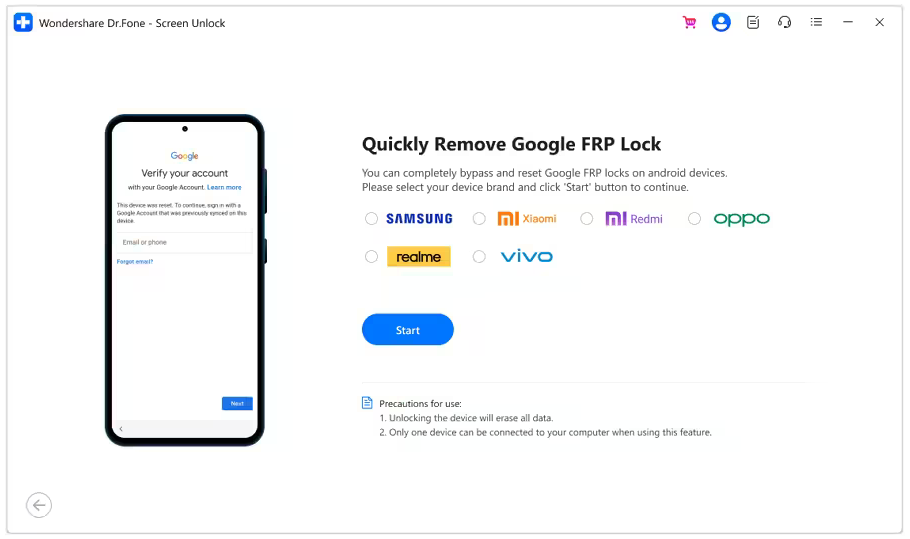 Wondershare Dr.Fone - Screen Unlock
Google
Verify your account
with your Google Account. Learn more
This device was reset. To continue, sign in with a
Google Account that was previously synced on this
device.
Email or phone
Forgot email?
Next
Quickly Remove Google FRP Lock
You can completely bypass and reset Google FRP locks on android devices.
Please select your device brand and click 'Start' button to continue.
SAMSUNG
mi Xiaomi
mi Redmi
oppo
realme
vivo
Start
Precautions for use:
1. Unlocking the device will erase all data.
2. Only one device can be connected to your computer when using this feature.